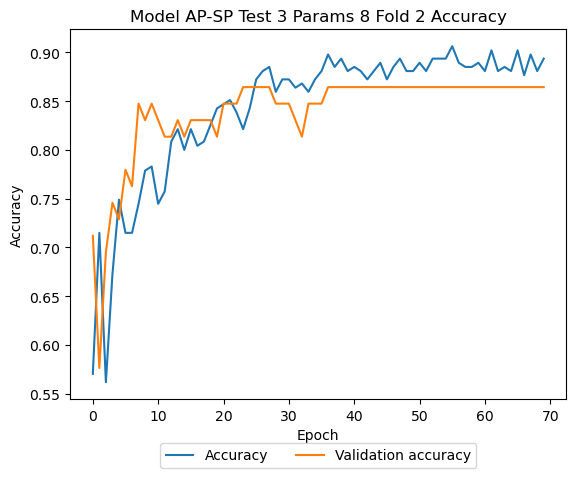 Model AP-SP Test 3 Params 8 Fold 2 Accuracy
0.90
0.85
0.80
0.75
0.70
0.65
0.60
0.55
Accuracy
0 10 20 30 40 50 60 70
Epoch
Accuracy Validation accuracy